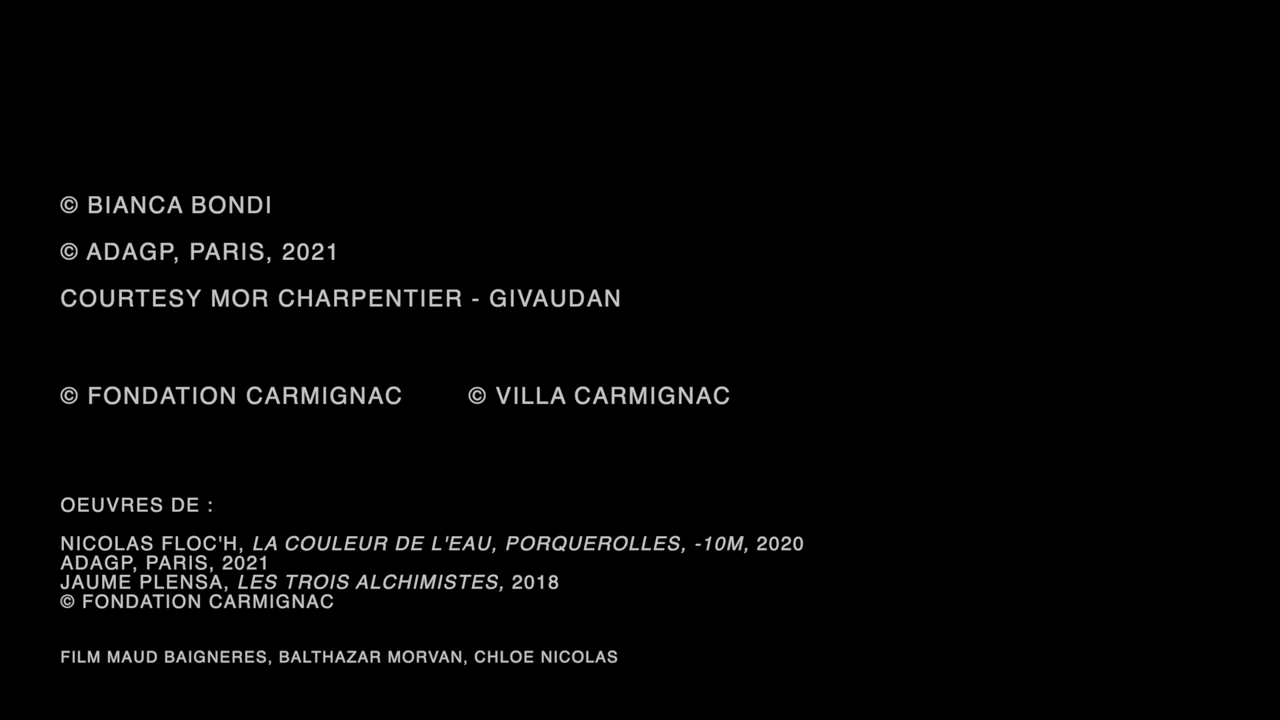 © BIANCA BONDI
© ADAGP, PARIS, 2021
COURTESY MOR CHARPENTIER - GIVAUDAN
© FONDATION CARMIGNAC © VILLA CARMIGNAC
OEUVRES DE :
NICOLAS FLOC'H, LA COULEUR DE L'EAU, PORQUEROLLES, -10M, 2020
ADAGP, PARIS, 2021
JAUME PLENSA, LES TROIS ALCHIMISTES, 2018
© FONDATION CARMIGNAC
FILM MAUD BAIGNERES, BALTHAZAR MORVAN, CHLOE NICOLAS